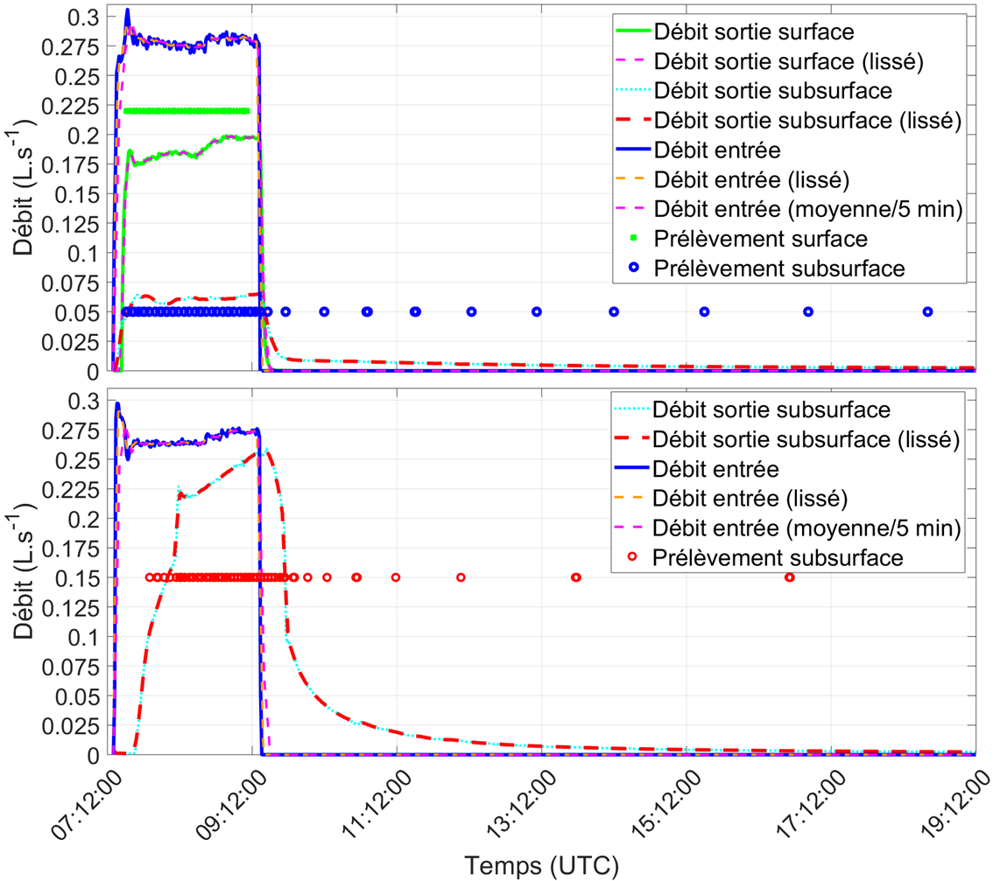 0.3
0.275
0.25
0.225
0.2
0.175
0.15
0.125
0.1
0.075
0.05
0.025
0
Débit (L.s-1)
Débit sortie surface
Débit sortie surface (lissé)
Débit sortie subsurface
Débit sortie subsurface (lissé)
Débit entrée
Débit entrée (lissé)
Débit entrée (moyenne/5 min)
Prélèvement surface
Prélèvement subsurface
0.3
0.275
0.25
0.225
0.2
0.175
0.15
0.125
0.1
0.075
0.05
0.025
0
Débit (L.s-1)
Débit sortie subsurface
Débit sortie subsurface (lissé)
Débit entrée
Débit entrée (lissé)
Débit entrée (moyenne/5 min)
Prélèvement subsurface
07:12:00
09:12:00
11:12:00
13:12:00
15:12:00
17:12:00
19:12:00
Temps (UTC)